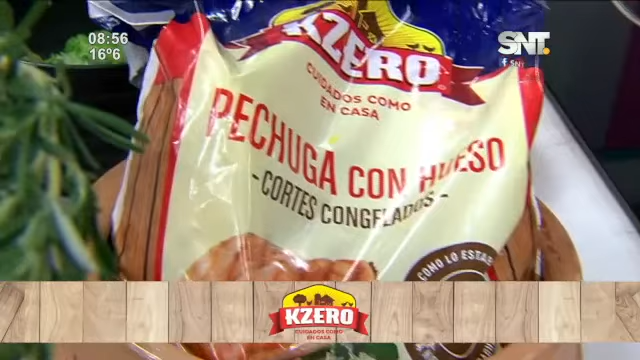 08:56
16°6
SNT
f SNT
KZERO
CUIDADOS COMO
EN CASA
PECHUGA CON HUESO
- CORTES CONGELADOS -
COMO LO ESTAS
KZERO
CUIDADOS COMO
EN CASA